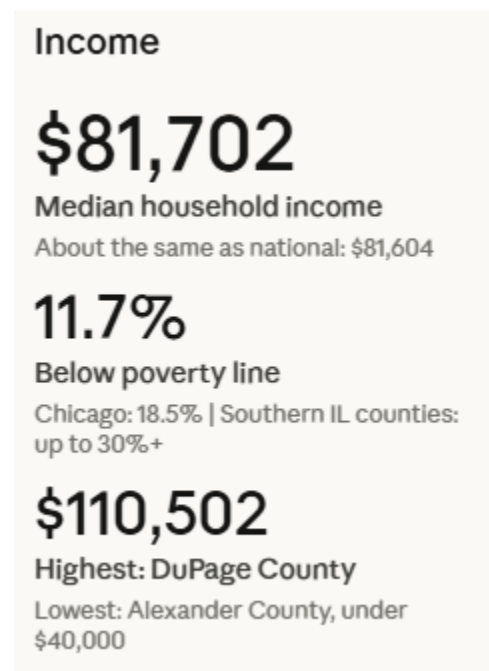 Income
$81,702
Median household income
About the same as national: $81,604
11.7%
Below poverty line
Chicago: 18.5% | Southern IL counties:
up to 30%+
$110,502
Highest: DuPage County
Lowest: Alexander County, under
$40,000